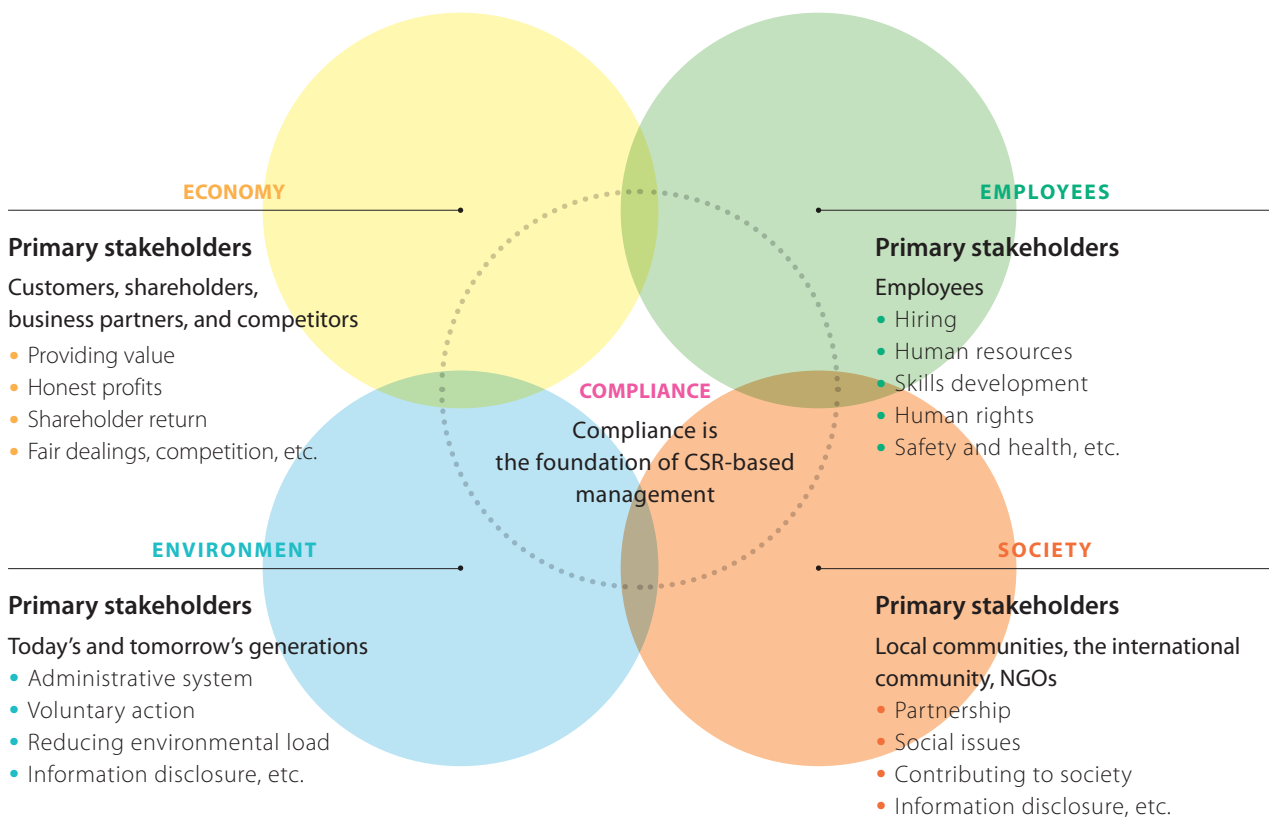 ECONOMY
Primary stakeholders
Customers, shareholders,
business partners, and competitors
• Providing value
• Honest profits
• Shareholder return
• Fair dealings, competition, etc.
EMPLOYEES
Primary stakeholders
Employees
• Hiring
• Human resources
• Skills development
• Human rights
• Safety and health, etc.
COMPLIANCE
Compliance is
the foundation of CSR-based
management
ENVIRONMENT
Primary stakeholders
Today's and tomorrow's generations
• Administrative system
• Voluntary action
• Reducing environmental load
• Information disclosure, etc.
SOCIETY
Primary stakeholders
Local communities, the international
community, NGOs
• Partnership
• Social issues
• Contributing to society
• Information disclosure, etc.